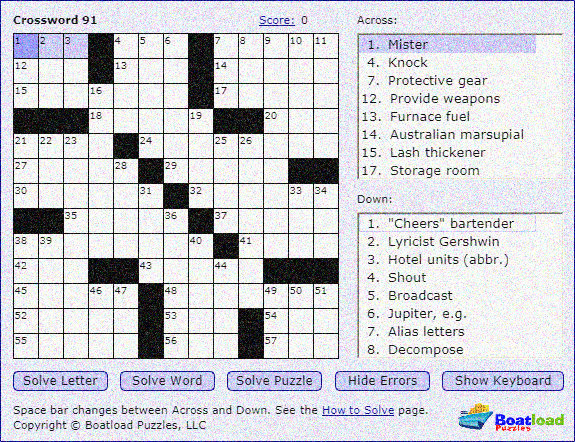 Crossword 91
Score: 0
1 2 3 4 5 6 7 8 9 10 11
12 13 14
15 16 17
18 19 20
21 22 23 24 25 26
27 28 29
30 31 32 33 34
35 36 37
38 39 40 41
42 43 44
45 46 47 48 49 50 51
52 53 54
55 56 57
Across:
1. Mister
4. Knock
7. Protective gear
12. Provide weapons
13. Furnace fuel
14. Australian marsupial
15. Lash thickener
17. Storage room
Down:
1. "Cheers" bartender
2. Lyricist Gershwin
3. Hotel units (abbr.)
4. Shout
5. Broadcast
6. Jupiter, e.g.
7. Alias letters
8. Decompose
Solve Letter
Solve Word
Solve Puzzle
Hide Errors
Show Keyboard
Space bar changes between Across and Down. See the How to Solve page.
Copyright © Boatload Puzzles, LLC
Boatload
Puzzles